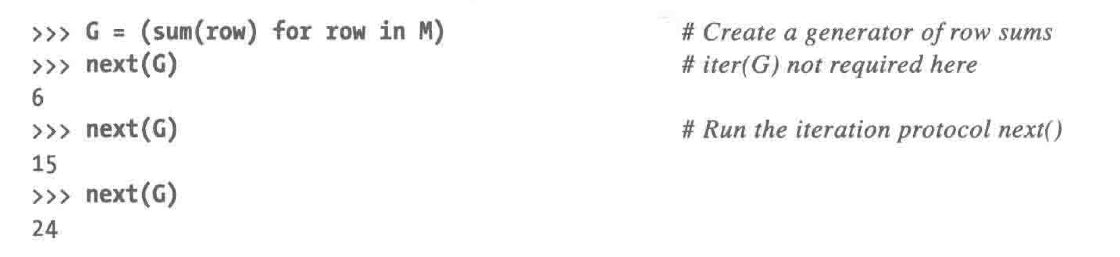 >>> G = (sum(row) for row in M) # Create a generator of row sums
>>> next(G) # iter(G) not required here
6
>>> next(G) # Run the iteration protocol next()
15
>>> next(G)
24